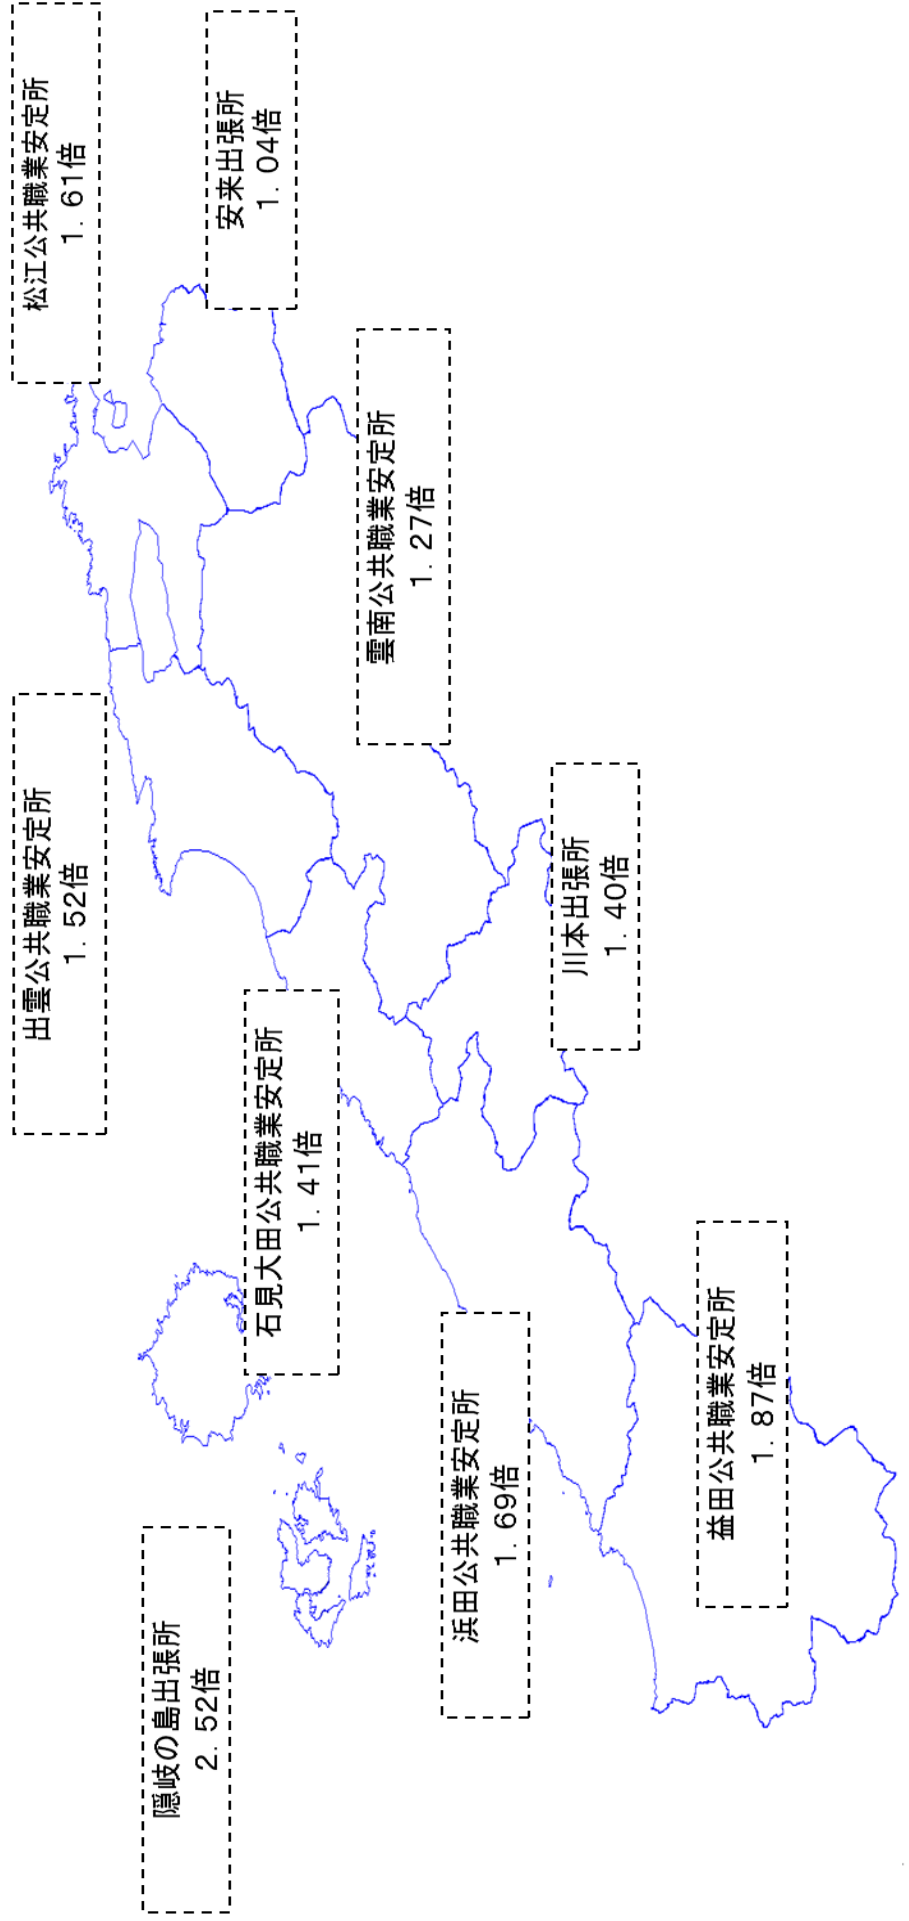 隠岐の島出張所
2. 52倍
出雲公共職業安定所
1. 52倍
松江公共職業安定所
1. 61倍
安来出張所
1. 04倍
石見大田公共職業安定所
1. 41倍
雲南公共職業安定所
1. 27倍
浜田公共職業安定所
1. 69倍
川本出張所
1. 40倍
益田公共職業安定所
1. 87倍